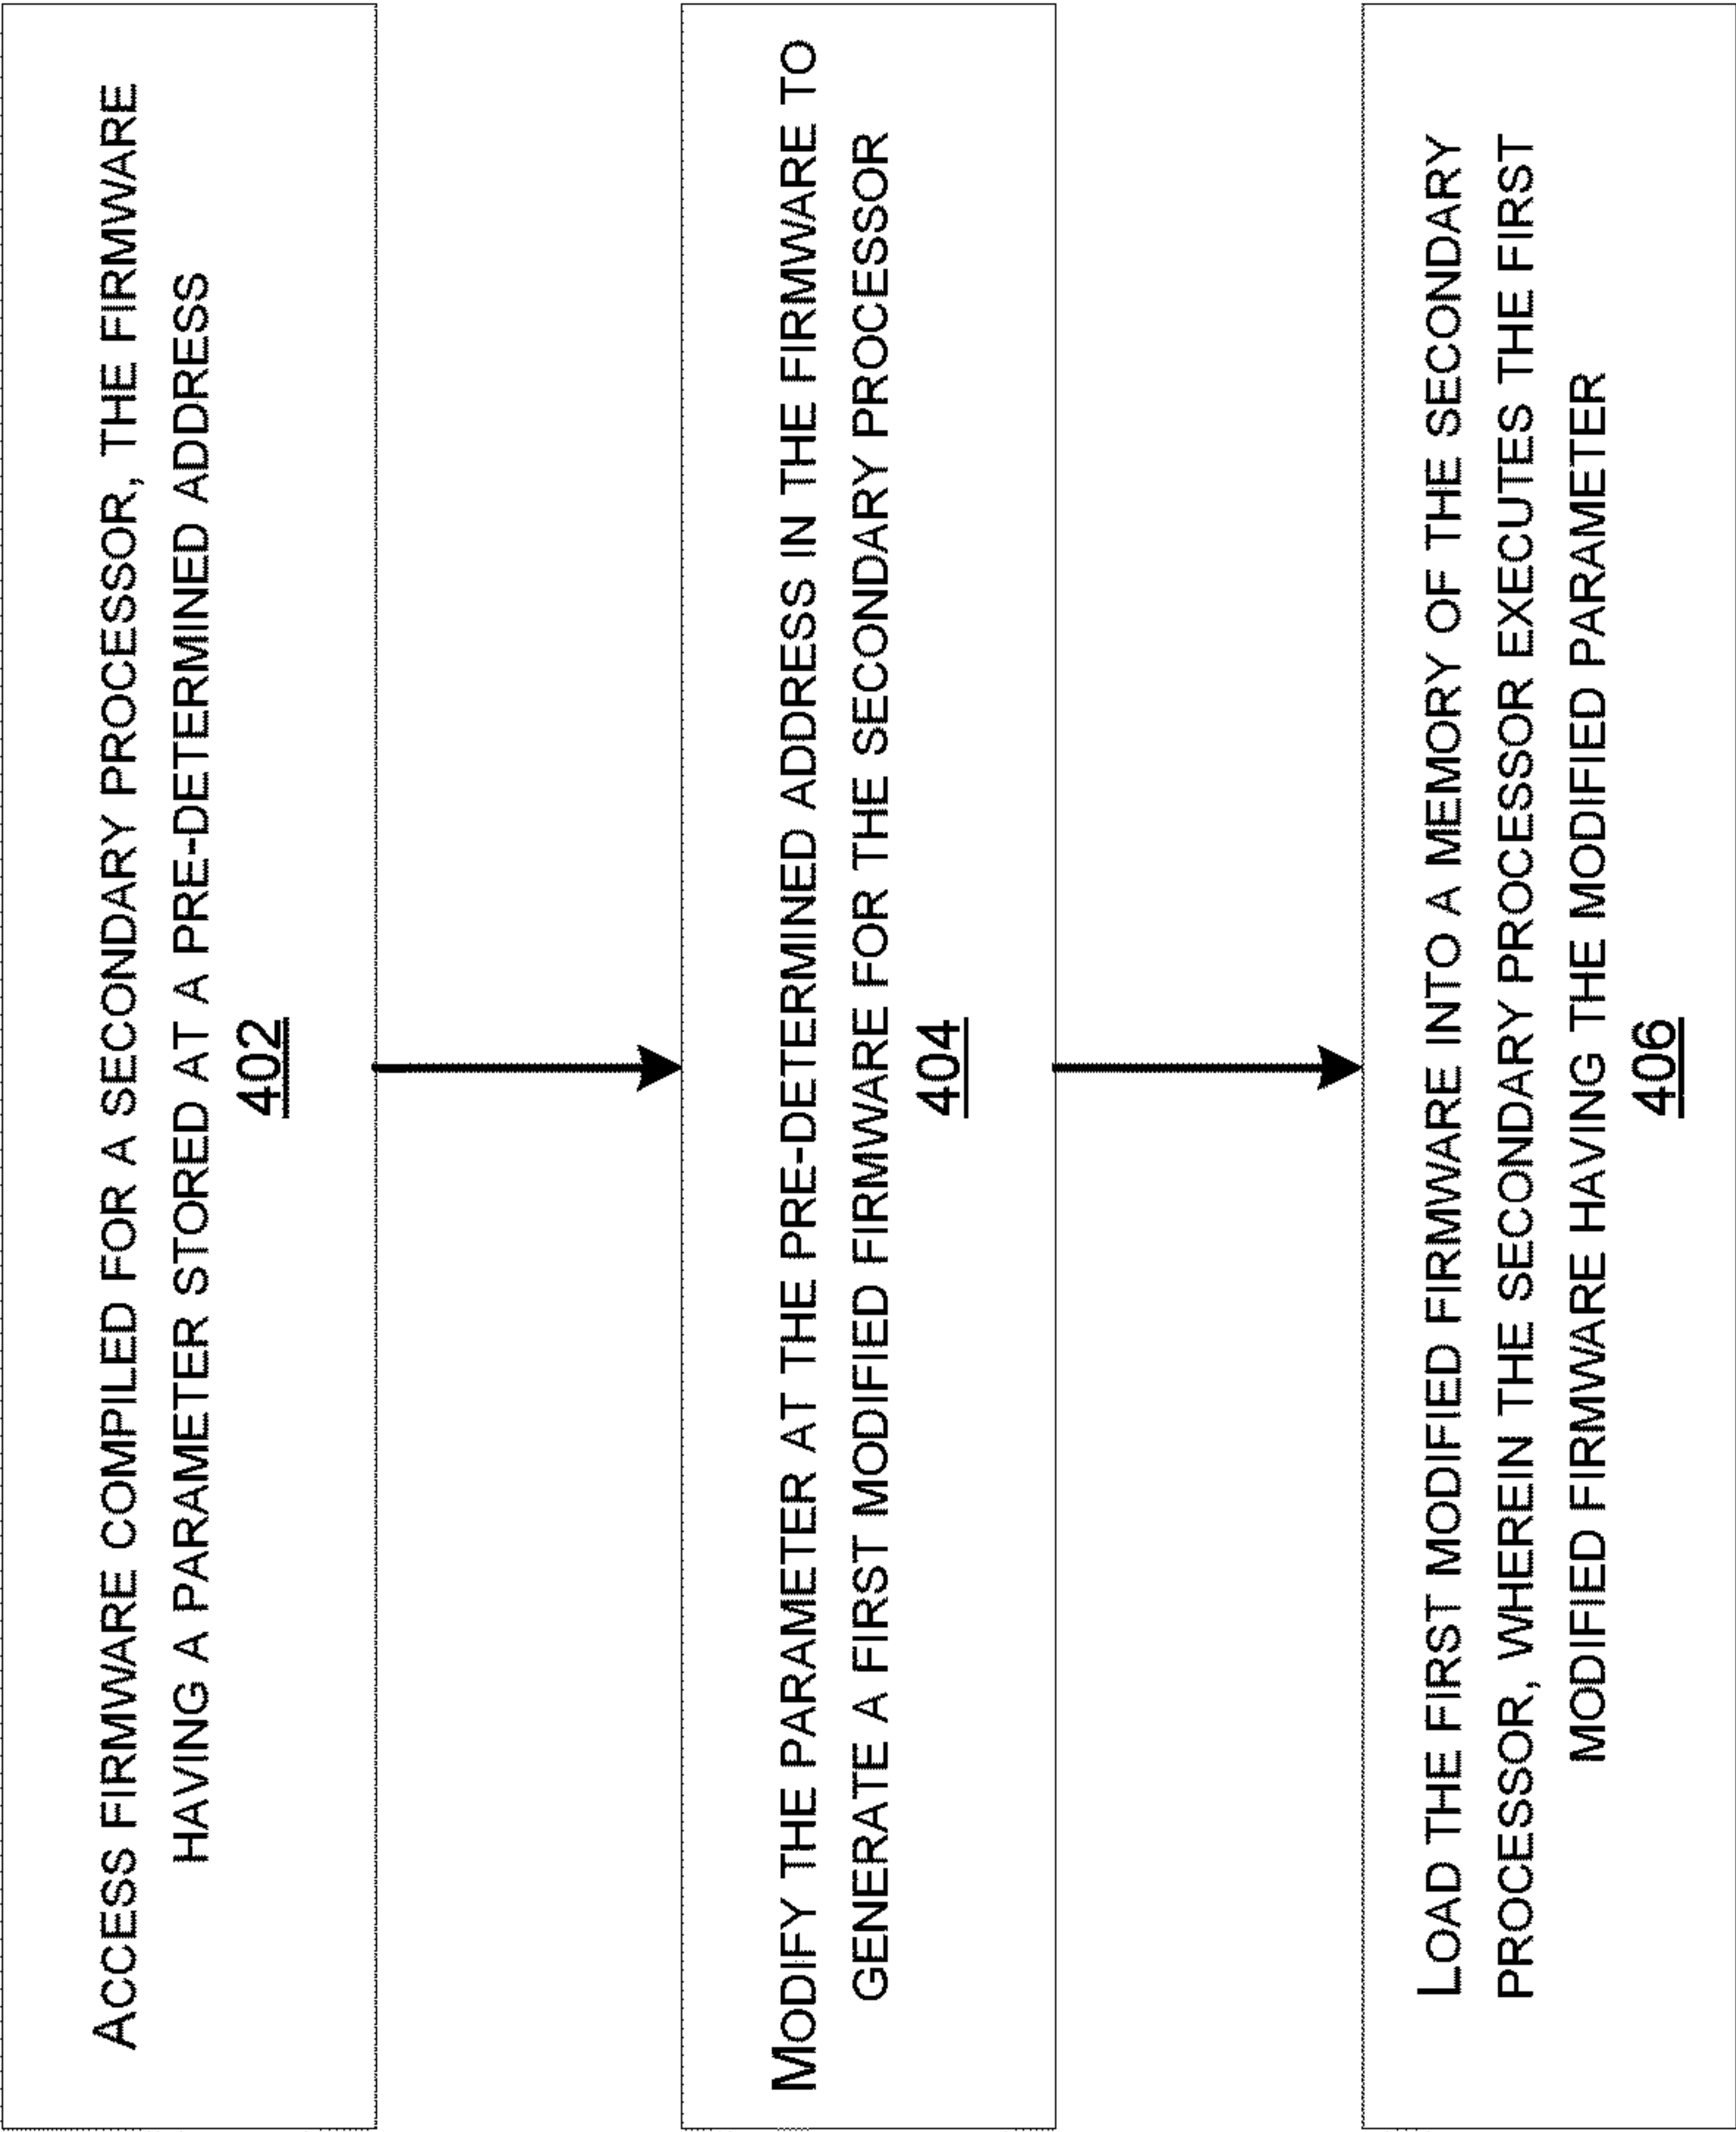 ACCESS FIRMWARE COMPILED FOR A SECONDARY PROCESSOR, THE FIRMWARE
HAVING A PARAMETER STORED AT A PRE-DETERMINED ADDRESS
402
MODIFY THE PARAMETER AT THE PRE-DETERMINED ADDRESS IN THE FIRMWARE TO
GENERATE A FIRST MODIFIED FIRMWARE FOR THE SECONDARY PROCESSOR
404
LOAD THE FIRST MODIFIED FIRMWARE INTO A MEMORY OF THE SECONDARY
PROCESSOR, WHEREIN THE SECONDARY PROCESSOR EXECUTES THE FIRST
MODIFIED FIRMWARE HAVING THE MODIFIED PARAMETER
406